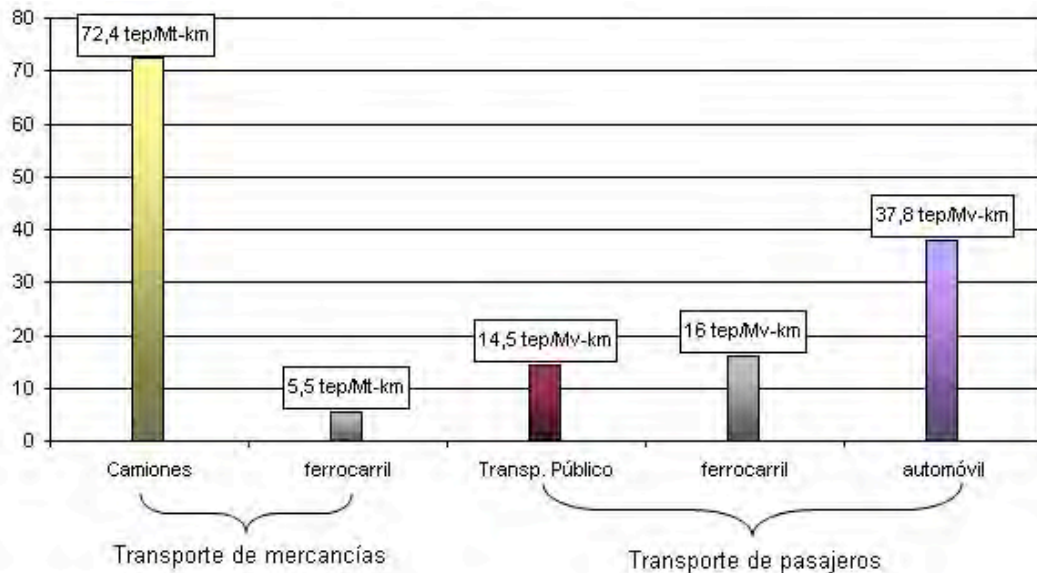 80
70
60
50
40
30
20
10
0
72,4 tep/Mt-km
5,5 tep/Mt-km
14,5 tep/Mv-km
16 tep/Mv-km
37,8 tep/Mv-km
Camiones
ferrocarril
Transp. Público
ferrocarril
automóvil
Transporte de mercancías
Transporte de pasajeros